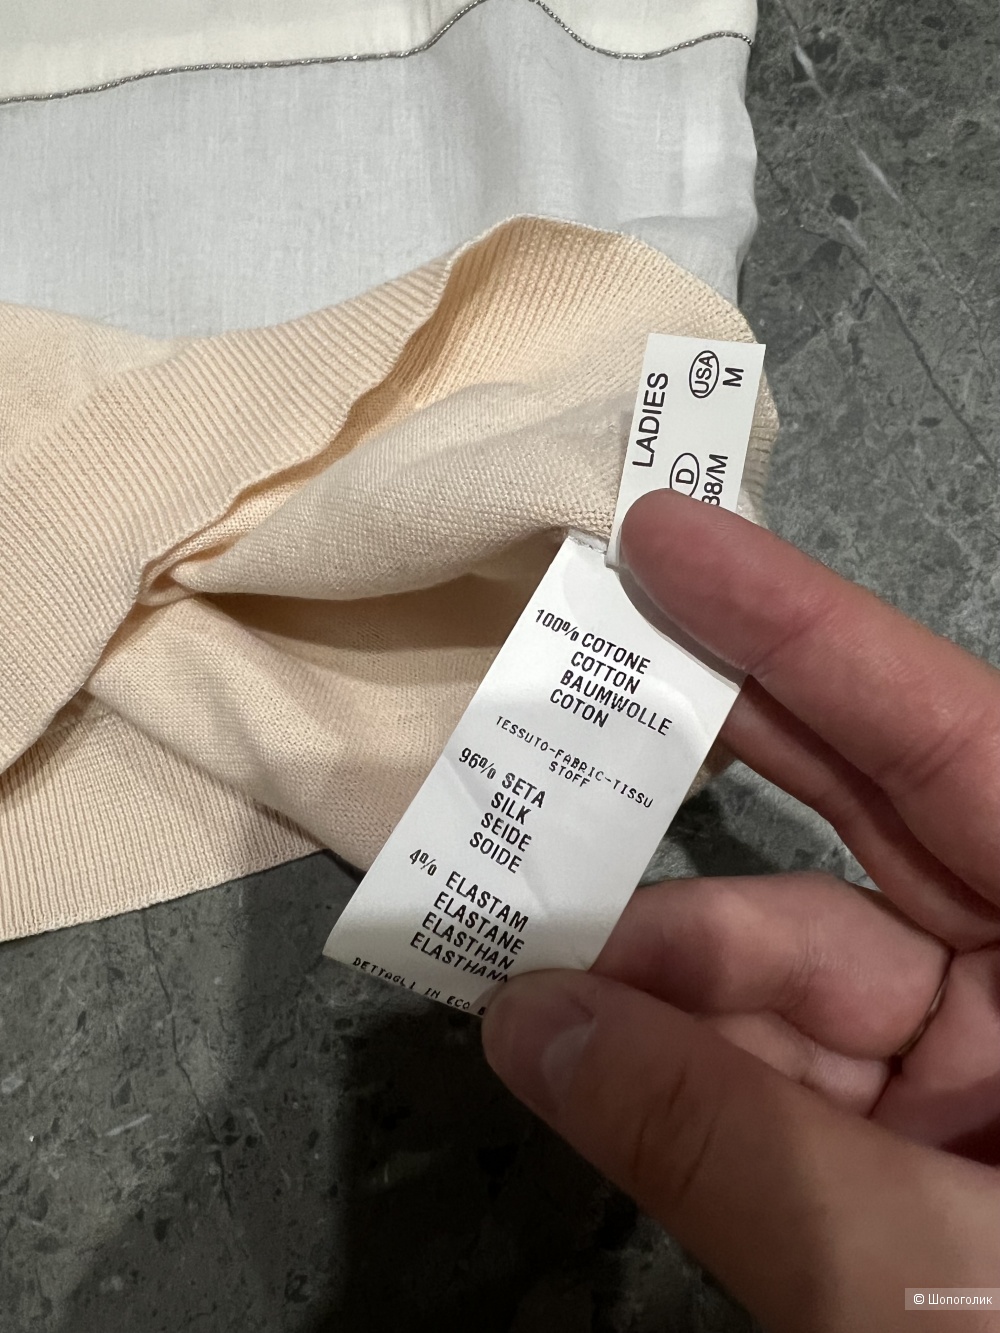 LADIES
USA
M
D
38/M
100% COTONE
COTTON
BAUMWOLLE
COTON
TESSUTO-FABRIC-TISSU
STOFF
96% SETA
SILK
SEIDE
SOIDE
4% ELASTAM
ELASTANE
ELASTHAN
ELASTHANN
DETTAGLI IN ECO
© Шопоголик